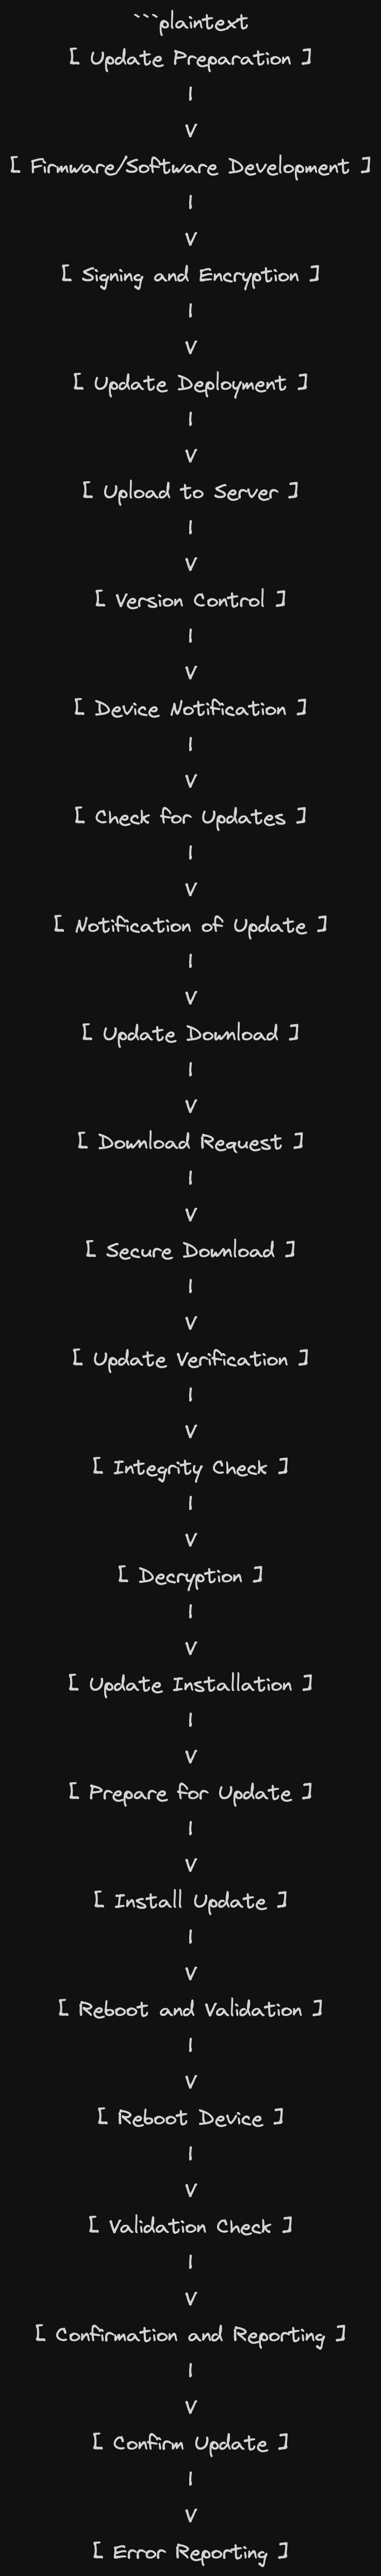 ```plaintext
[ Update Preparation ]
|
v
[ Firmware/Software Development ]
|
v
[ Signing and Encryption ]
|
v
[ Update Deployment ]
|
v
[ Upload to Server ]
|
v
[ Version Control ]
|
v
[ Device Notification ]
|
v
[ Check for Updates ]
|
v
[ Notification of Update ]
|
v
[ Update Download ]
|
v
[ Download Request ]
|
v
[ Secure Download ]
|
v
[ Update Verification ]
|
v
[ Integrity Check ]
|
v
[ Decryption ]
|
v
[ Update Installation ]
|
v
[ Prepare for Update ]
|
v
[ Install Update ]
|
v
[ Reboot and Validation ]
|
v
[ Reboot Device ]
|
v
[ Validation Check ]
|
v
[ Confirmation and Reporting ]
|
v
[ Confirm Update ]
|
v
[ Error Reporting ]